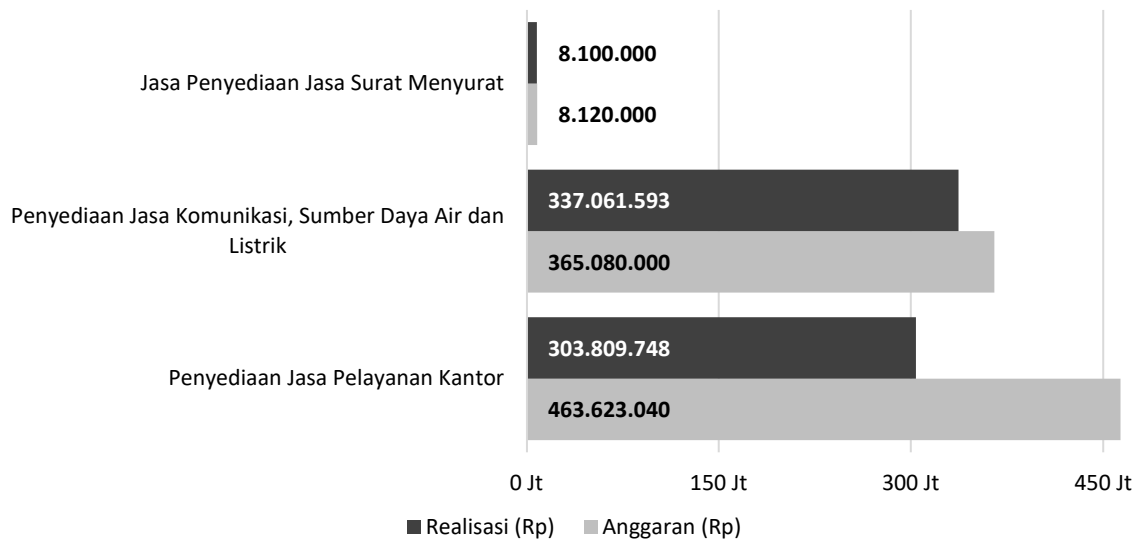 Jasa Penyediaan Jasa Surat Menyurat
8.100.000
8.120.000
Penyediaan Jasa Komunikasi, Sumber Daya Air dan
Listrik
337.061.593
365.080.000
Penyediaan Jasa Pelayanan Kantor
303.809.748
463.623.040
0 Jt
150 Jt
300 Jt
450 Jt
Realisasi (Rp)
Anggaran (Rp)